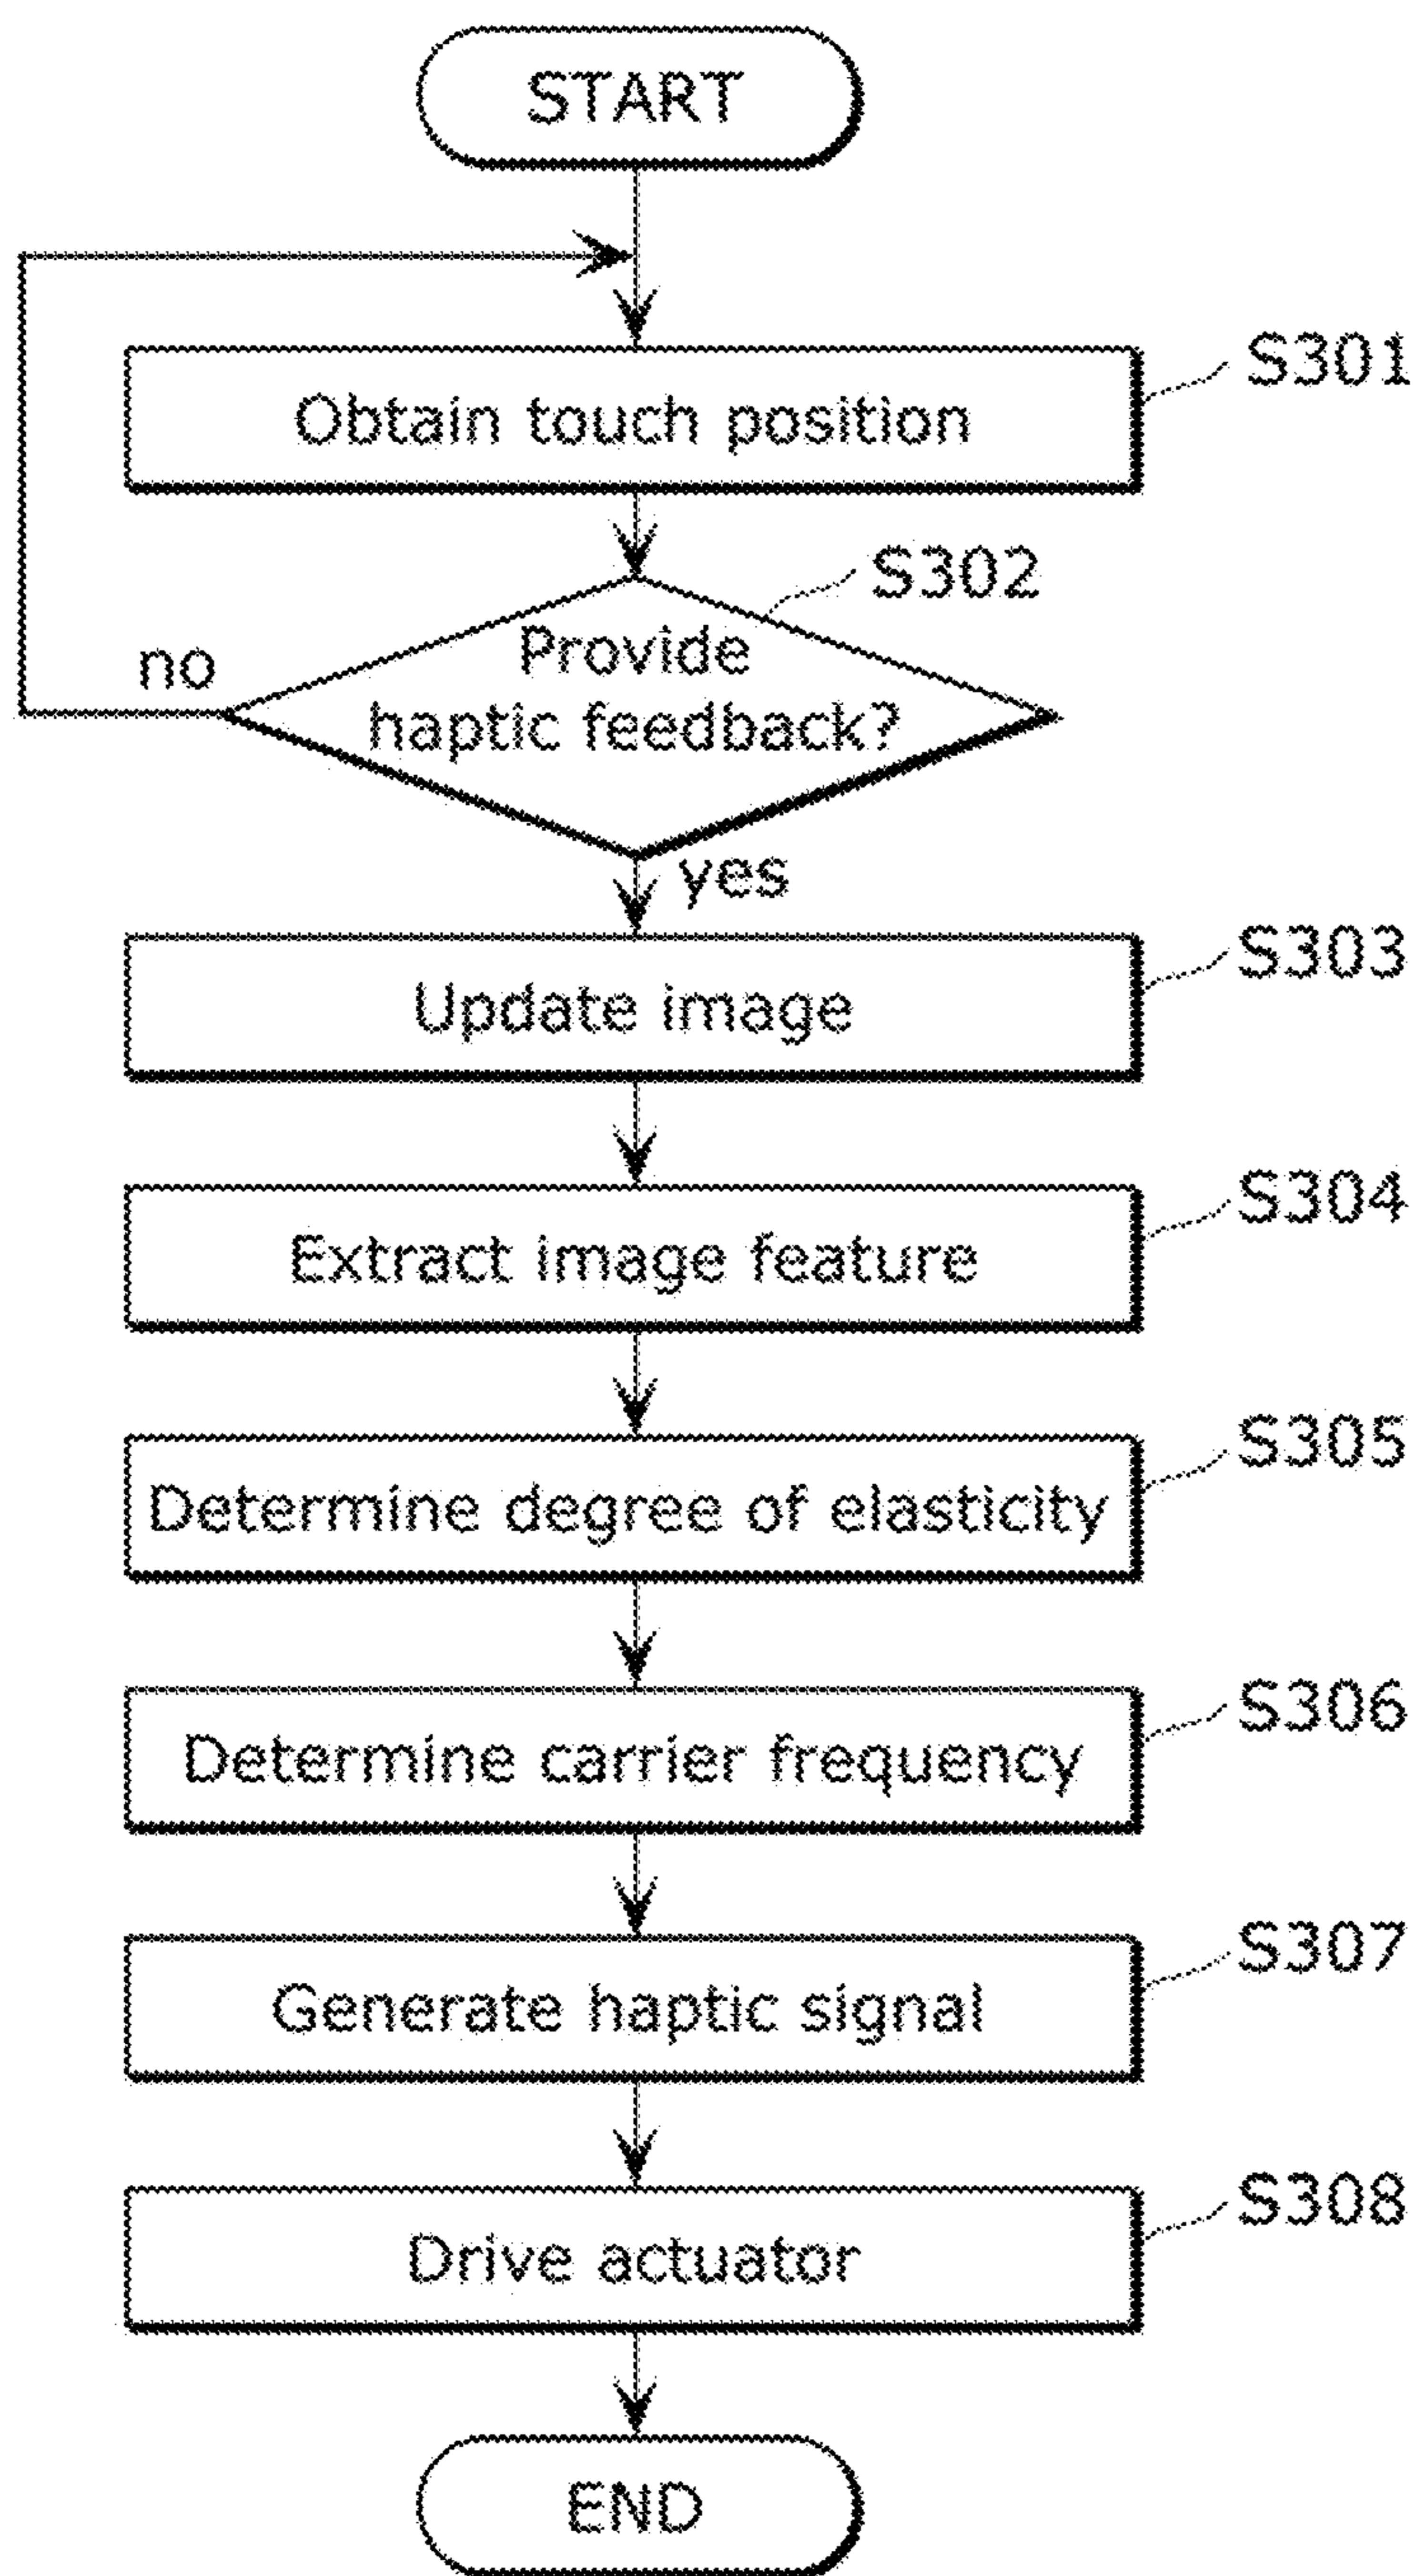 START
S301
Obtain touch position
S302
Provide
haptic feedback?
no
yes
S303
Update image
S304
Extract image feature
S305
Determine degree of elasticity
S306
Determine carrier frequency
S307
Generate haptic signal
S308
Drive actuator
END